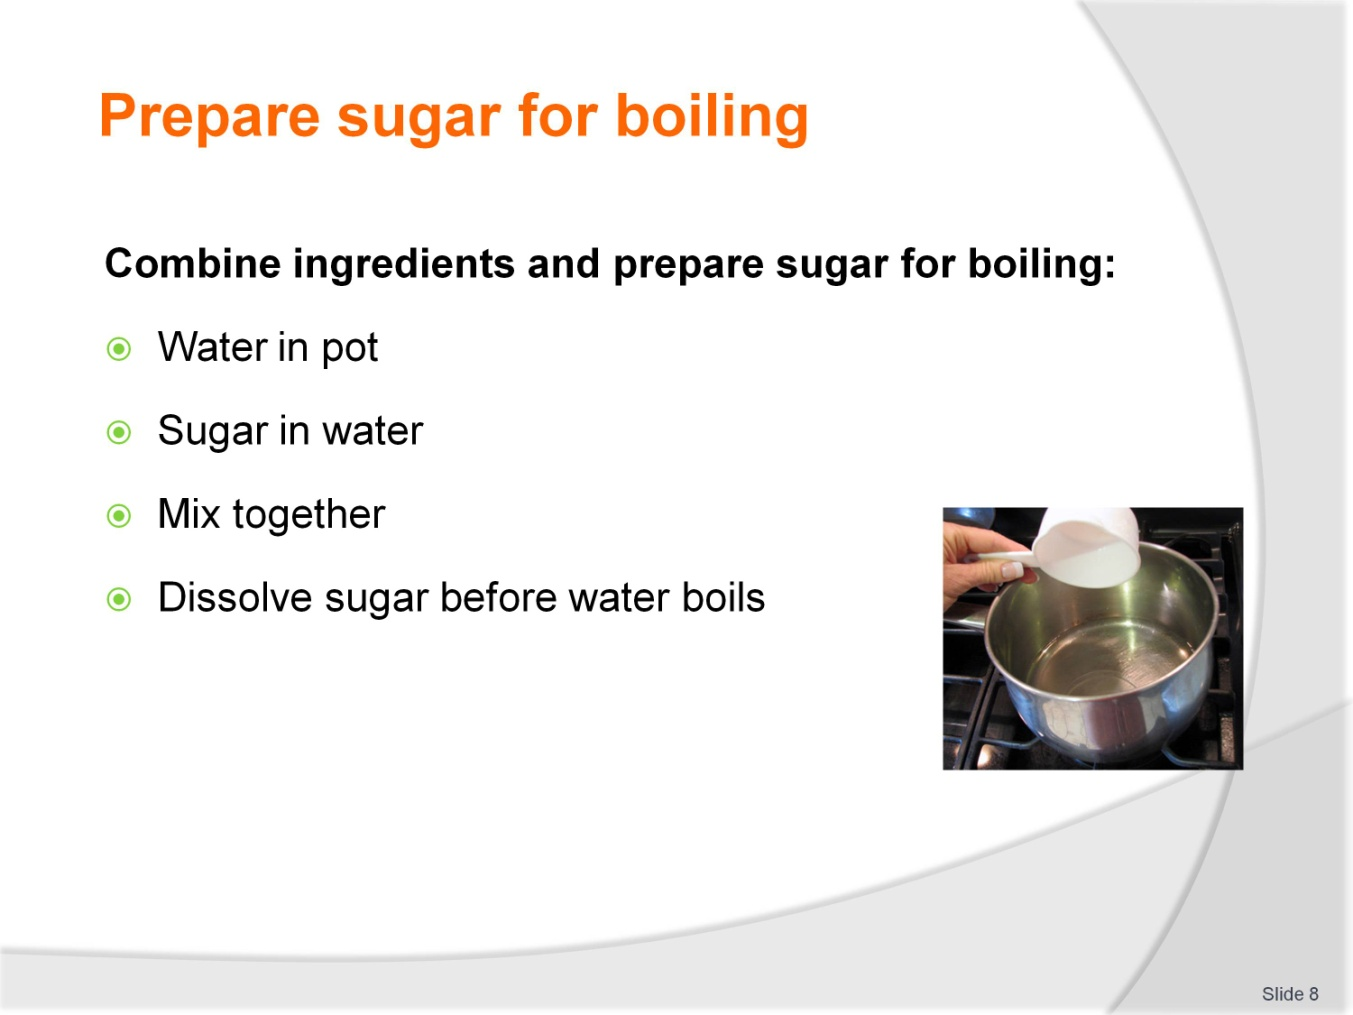 Prepare sugar for boiling
Combine ingredients and prepare sugar for boiling:
Water in pot
Sugar in water
Mix together
Dissolve sugar before water boils
Slide 8